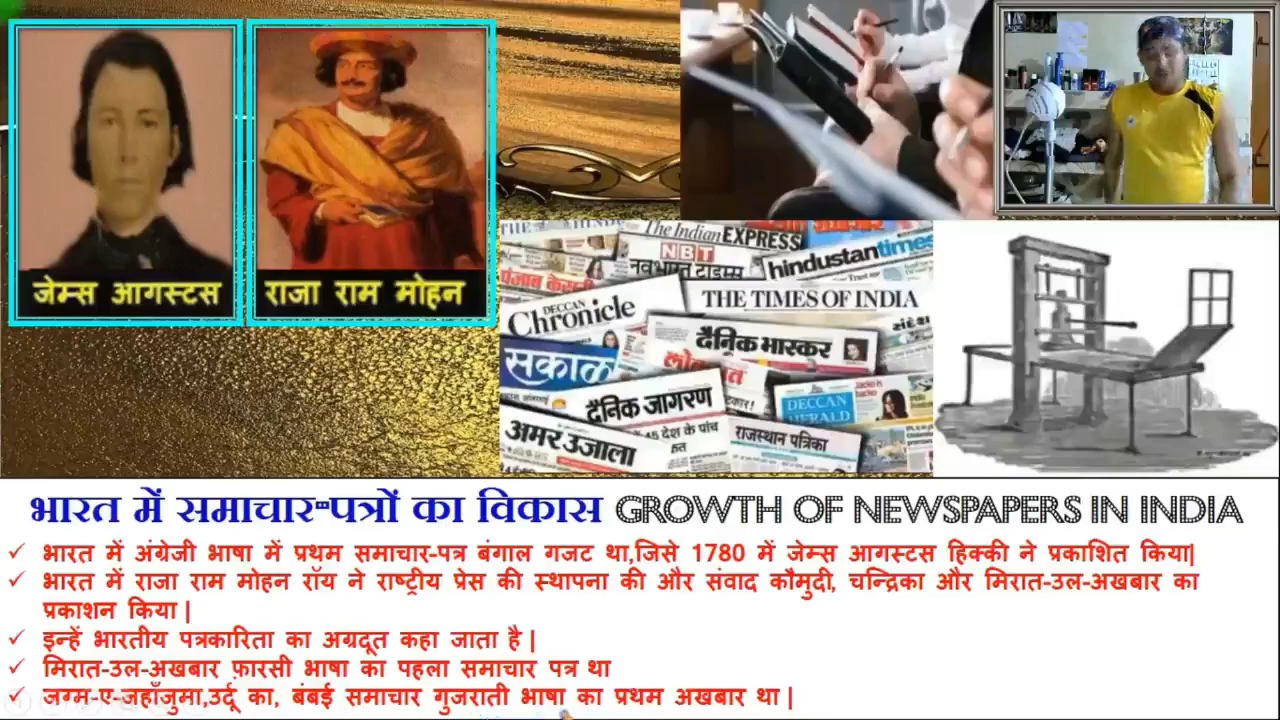 जेम्स आगस्टस
राजा राम मोहन
THE HINDU
The Indian EXPRESS
NBT
नवभारत टाइम्स
hindustantimes
पंजाब केसरी
DECCAN
Chronicle
THE TIMES OF INDIA
दैनिक भास्कर
संदेश
सकाळ
लोकमत
दैनिक जागरण
DECCAN
HERALD
अमर उजाला
राजस्थान पत्रिका
भारत में समाचार-पत्रों का विकास GROWTH OF NEWSPAPERS IN INDIA
✓ भारत में अंग्रेजी भाषा में प्रथम समाचार-पत्र बंगाल गजट था,जिसे 1780 में जेम्स आगस्टस हिक्की ने प्रकाशित किया|
✓ भारत में राजा राम मोहन रॉय ने राष्ट्रीय प्रेस की स्थापना की और संवाद कौमुदी, चन्द्रिका और मिरात-उल-अखबार का
प्रकाशन किया |
✓ इन्हें भारतीय पत्रकारिता का अग्रदूत कहा जाता है |
✓ मिरात-उल-अखबार फ़ारसी भाषा का पहला समाचार पत्र था
✓ जग्म-ए-जहाँजुमा,उर्दू का, बंबई समाचार गुजराती भाषा का प्रथम अखबार था |